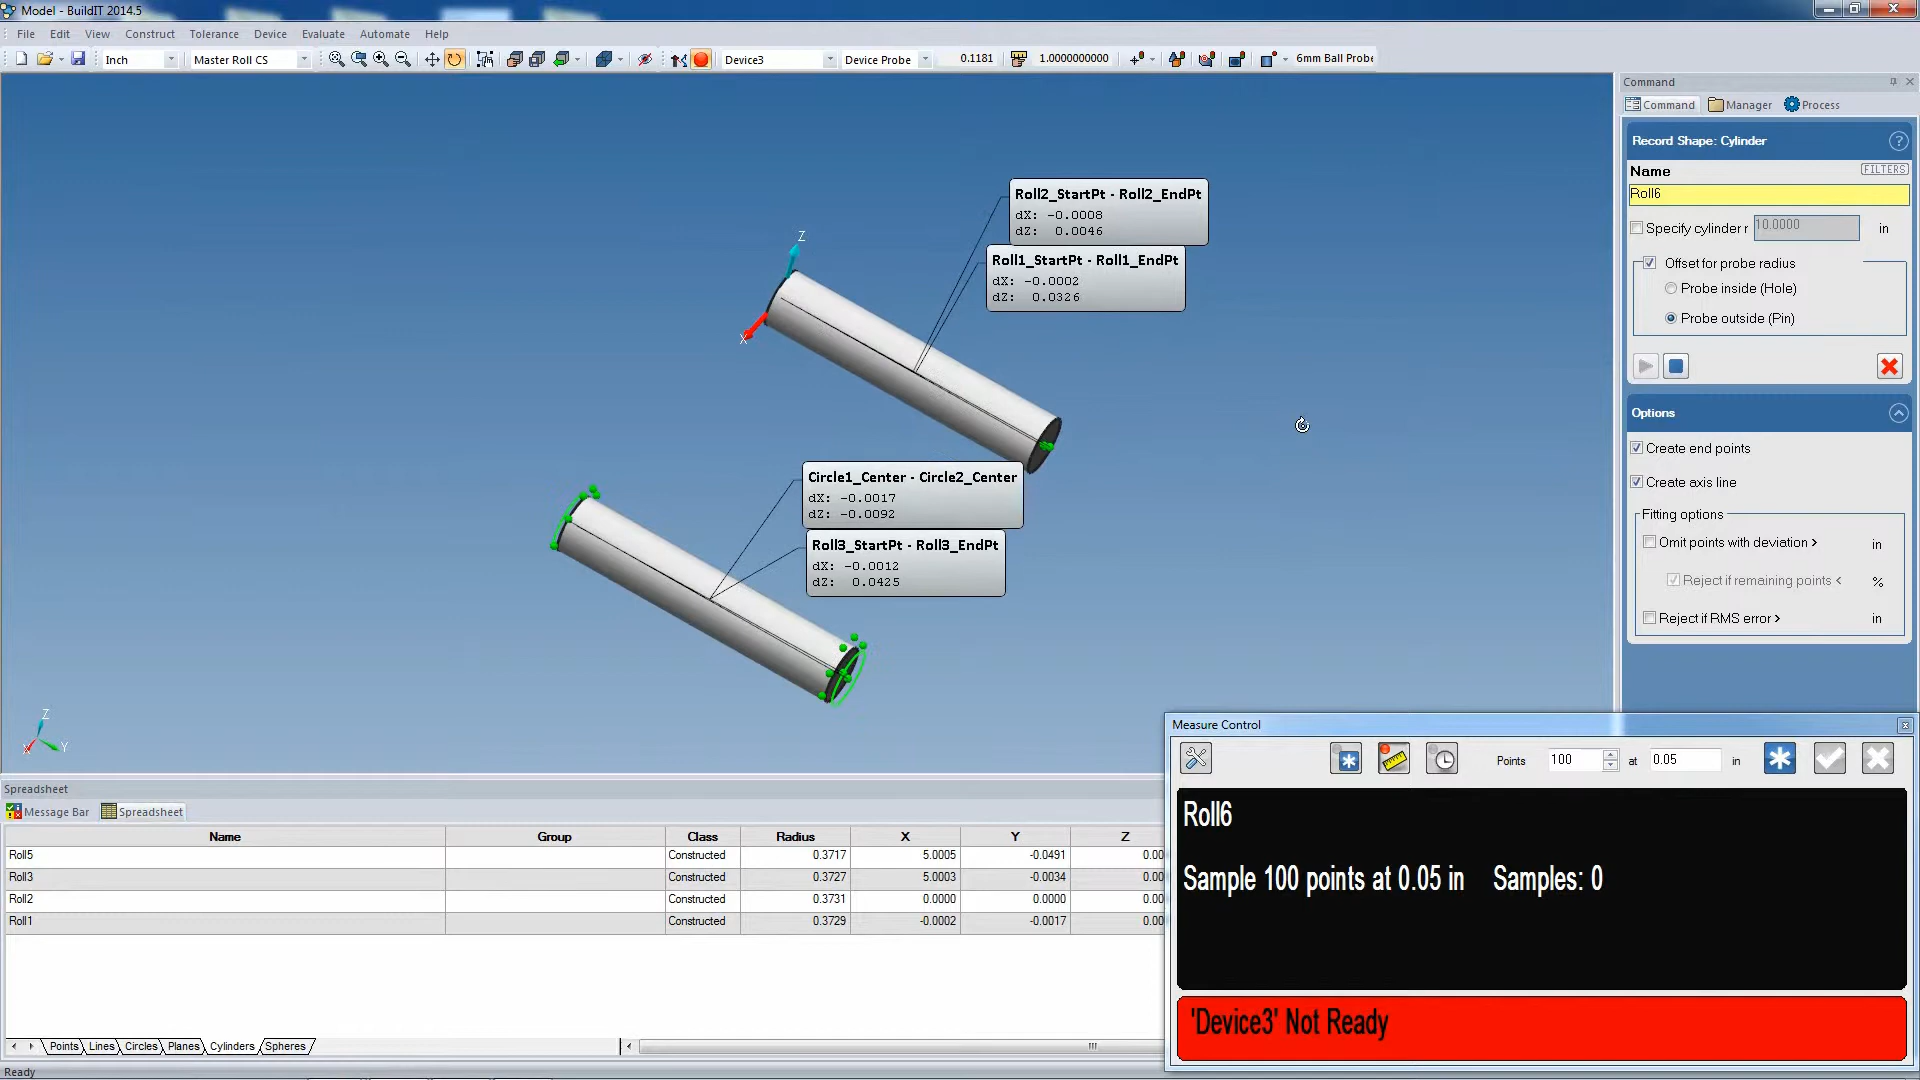 Model - BuildIT 2014.5
File Edit View Construct Tolerance Device Evaluate Automate Help
Inch Master Roll CS Device3 Device Probe 0.1181 1.0000000000 6mm Ball Probe
Command
Command Manager Process
Record Shape: Cylinder ?
Name FILTERS
Roll6
Specify cylinder r 10.0000 in
Offset for probe radius
Probe inside (Hole)
Probe outside (Pin)
Options
Create end points
Create axis line
Fitting options
Omit points with deviation > in
Reject if remaining points < %
Reject if RMS error > in
Roll2_StartPt - Roll2_EndPt
dX: -0.0008
dZ: 0.0046
Roll1_StartPt - Roll1_EndPt
dX: -0.0002
dZ: 0.0326
Z
X
Circle1_Center - Circle2_Center
dX: -0.0017
dZ: -0.0092
Roll3_StartPt - Roll3_EndPt
dX: -0.0012
dZ: 0.0425
Z
X Y
Measure Control
Points 100 at 0.05 in
Roll6
Sample 100 points at 0.05 in Samples: 0
'Device3' Not Ready
Spreadsheet
Message Bar Spreadsheet
Name Group Class Radius X Y Z
Roll5 Constructed 0.3717 5.0005 -0.0491 0.00
Roll3 Constructed 0.3727 5.0003 -0.0034 0.00
Roll2 Constructed 0.3731 0.0000 0.0000 0.00
Roll1 Constructed 0.3729 -0.0002 -0.0017 0.00
Points Lines Circles Planes Cylinders Spheres
Ready